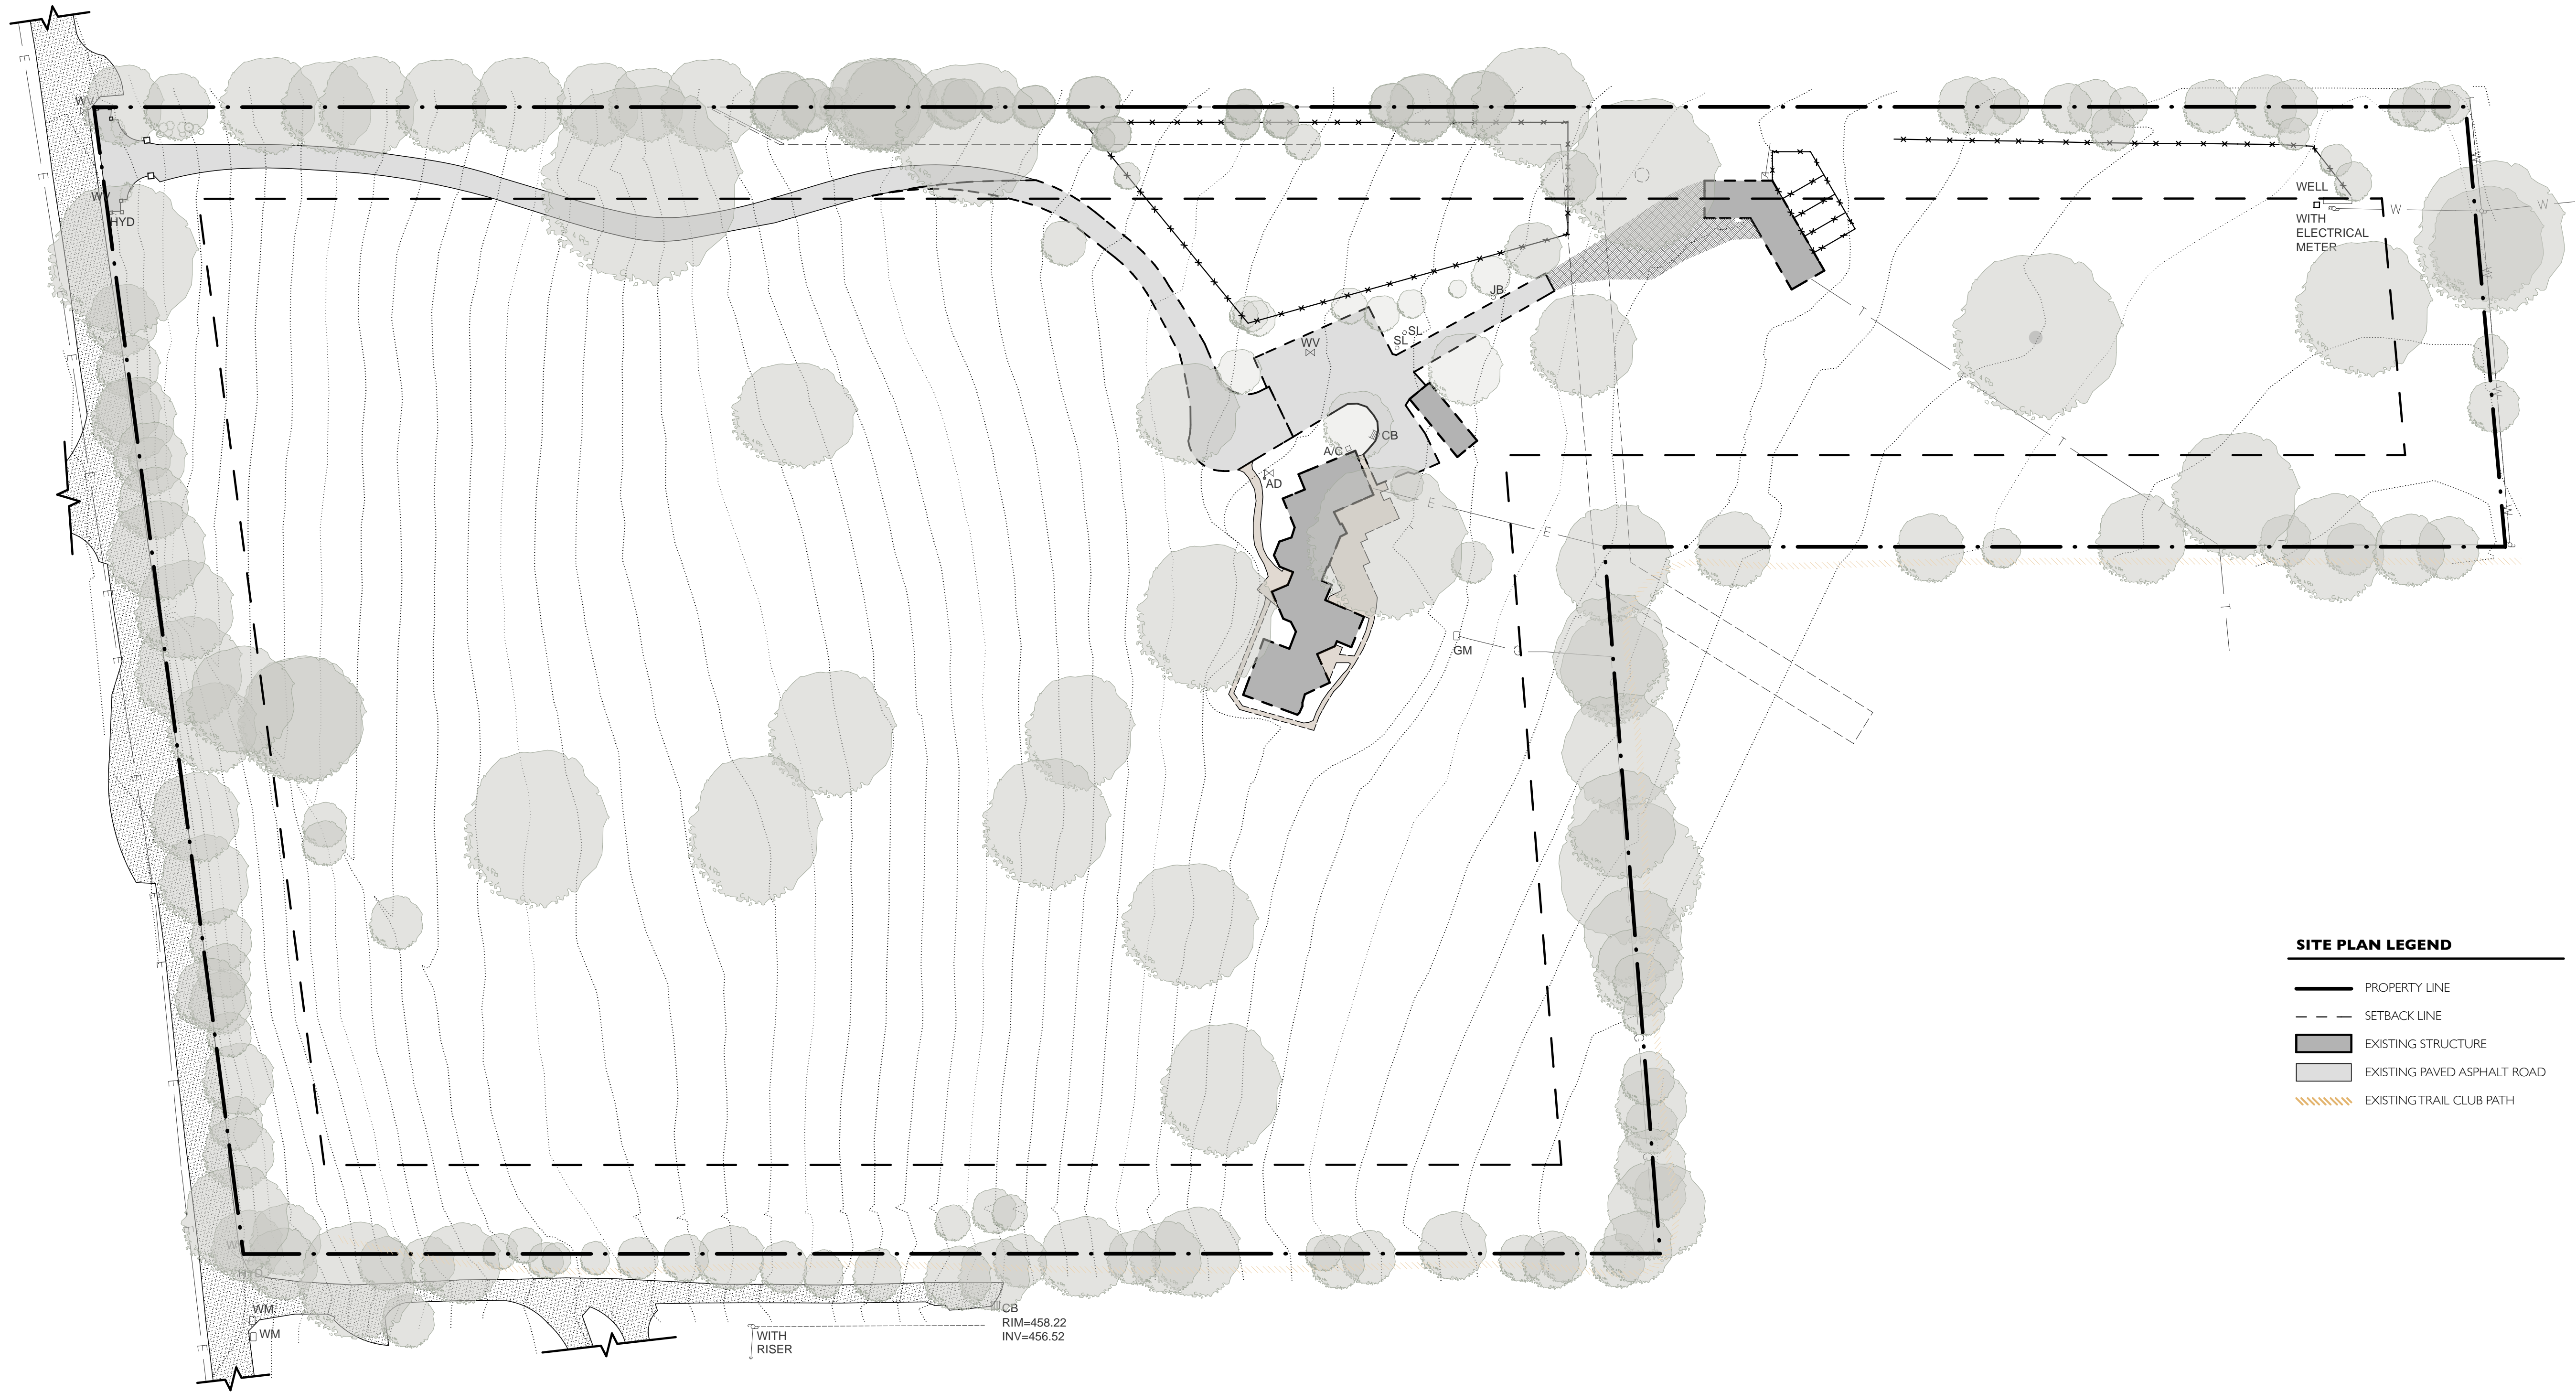 WV
HYD
WELL
WITH
ELECTRICAL
METER
W
W
JB
SL
SL
WV
CB
A/C
AD
E
E
T
T
T
GM
G
SITE PLAN LEGEND
PROPERTY LINE
SETBACK LINE
EXISTING STRUCTURE
EXISTING PAVED ASPHALT ROAD
EXISTING TRAIL CLUB PATH
HYD
WM
WM
WITH
RISER
CB
RIM=458.22
INV=456.52